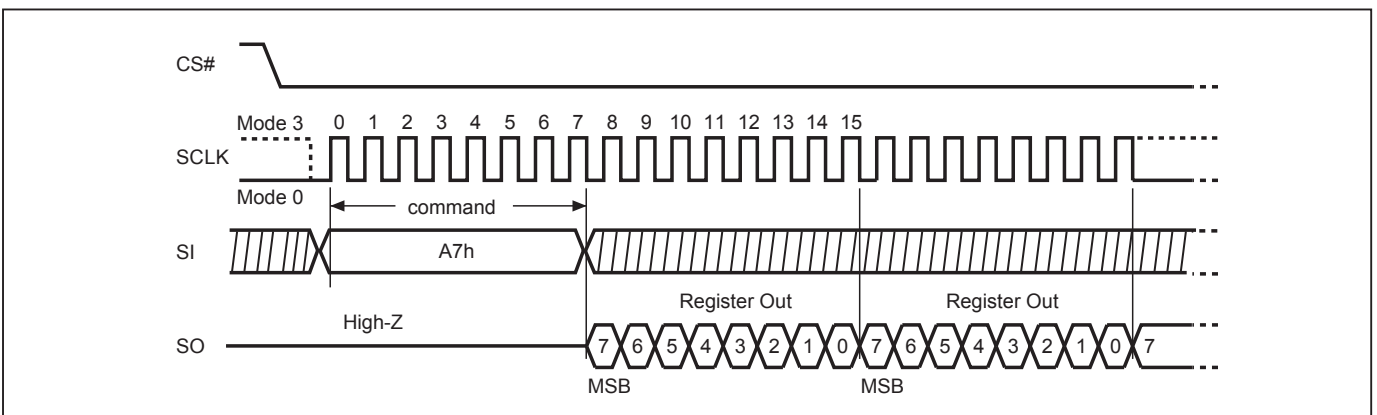 CS#
Mode 3 0 1 2 3 4 5 6 7 8 9 10 11 12 13 14 15
SCLK
Mode 0
command
SI
A7h
Register Out Register Out
High-Z
SO
7 6 5 4 3 2 1 0 7 6 5 4 3 2 1 0 7
MSB MSB